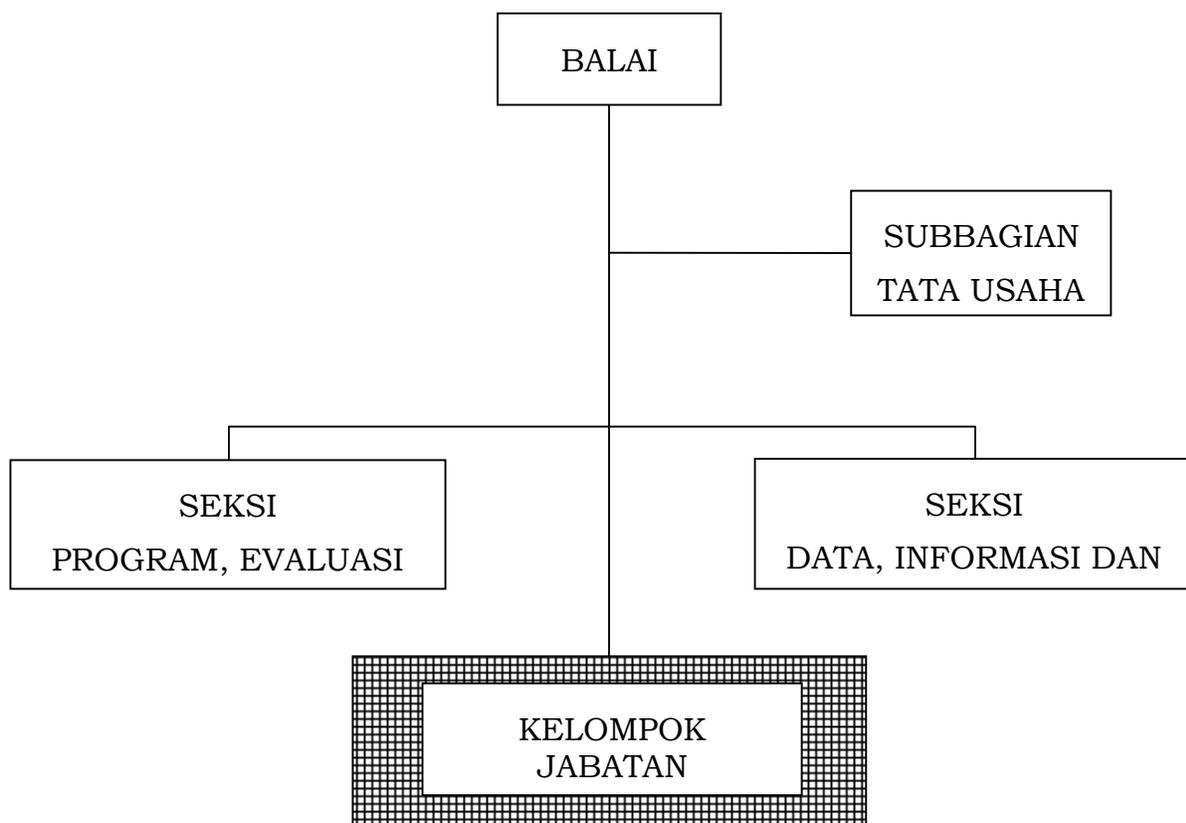 BALAI
SUBBAGIAN
TATA USAHA
SEKSI
PROGRAM, EVALUASI
SEKSI
DATA, INFORMASI DAN
KELOMPOK
JABATAN